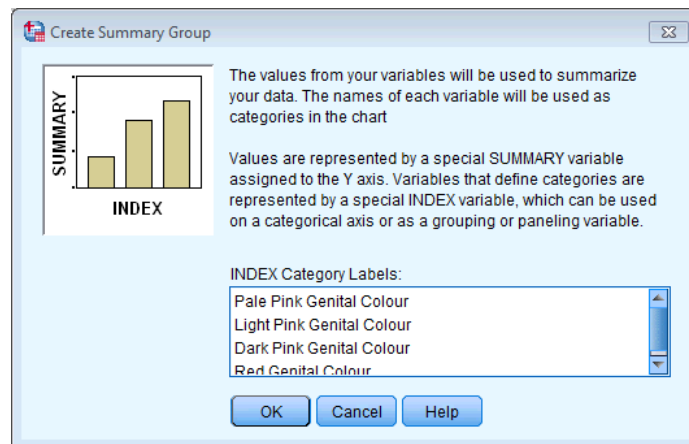 Create Summary Group
SUMMARY
INDEX
The values from your variables will be used to summarize
your data. The names of each variable will be used as
categories in the chart
Values are represented by a special SUMMARY variable
assigned to the Y axis. Variables that define categories are
represented by a special INDEX variable, which can be used
on a categorical axis or as a grouping or paneling variable.
INDEX Category Labels:
Pale Pink Genital Colour
Light Pink Genital Colour
Dark Pink Genital Colour
Red Genital Colour
OK Cancel Help